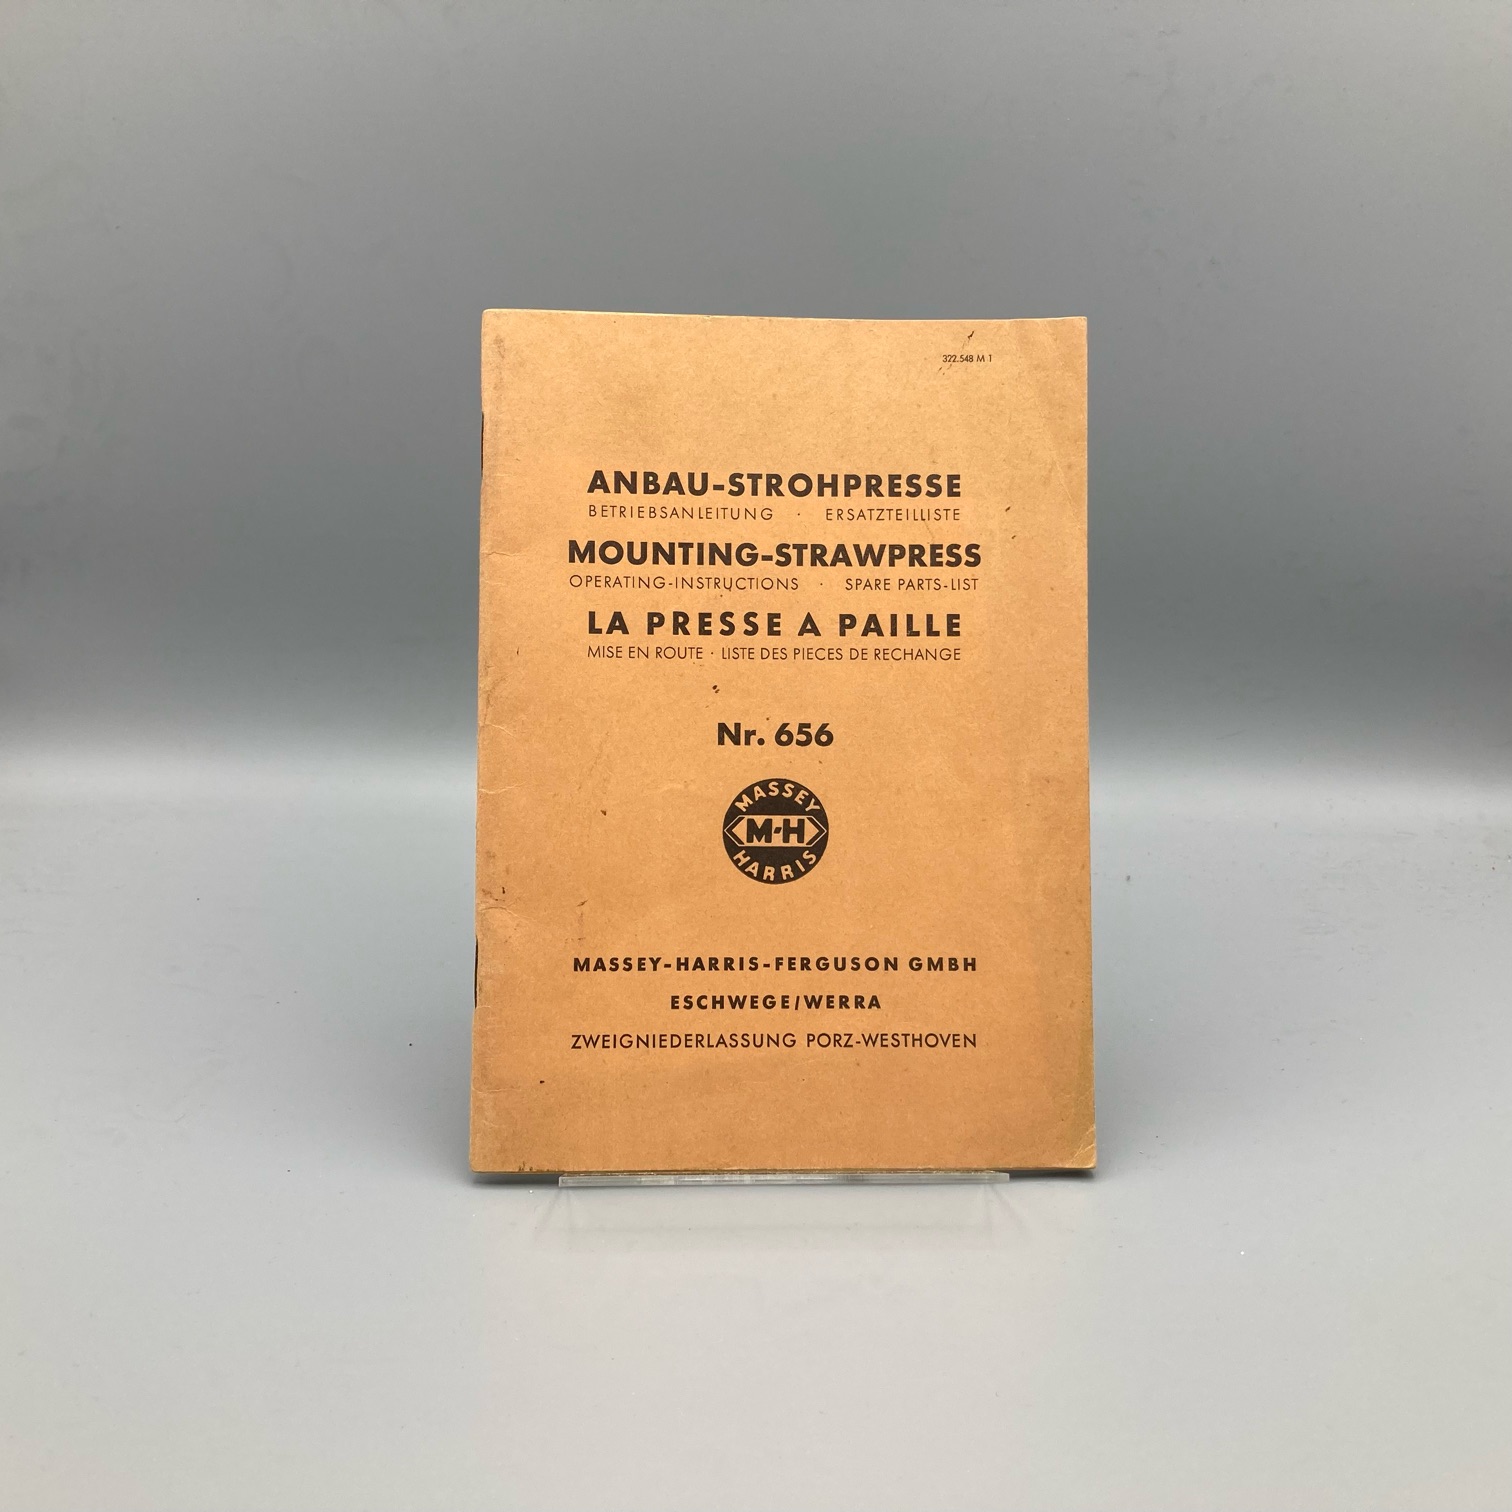 322.548 M 1
ANBAU-STROHPRESSE
BETRIEBSANLEITUNG · ERSATZTEILLISTE
MOUNTING-STRAWPRESS
OPERATING-INSTRUCTIONS · SPARE PARTS-LIST
LA PRESSE A PAILLE
MISE EN ROUTE · LISTE DES PIECES DE RECHANGE
Nr. 656
MASSEY
M-H
HARRIS
MASSEY-HARRIS-FERGUSON GMBH
ESCHWEGE/WERRA
ZWEIGNIEDERLASSUNG PORZ-WESTHOVEN